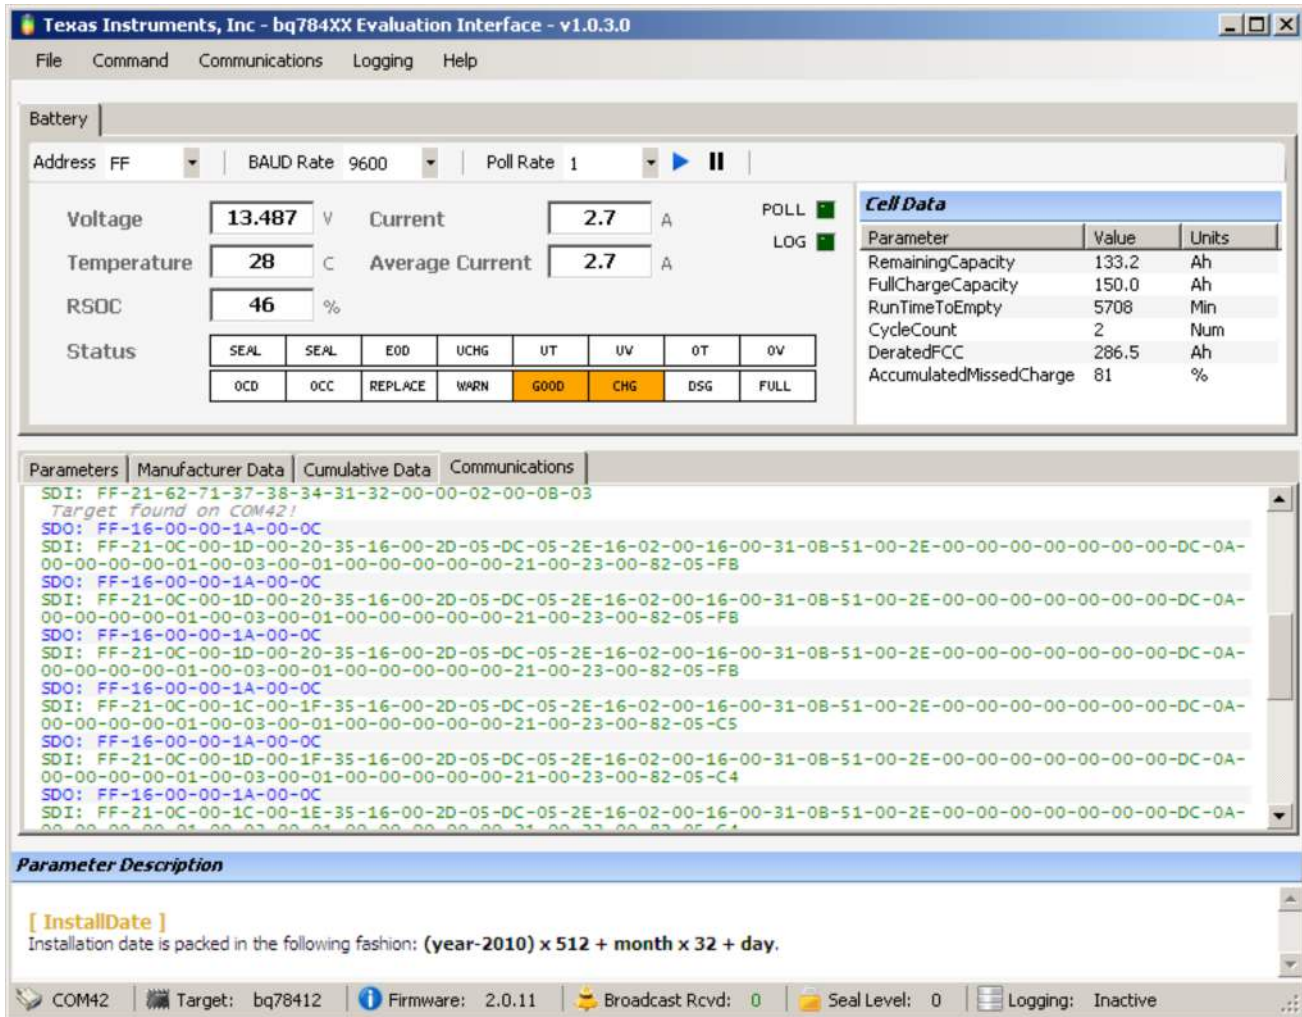 Texas Instruments, Inc - bq784XX Evaluation Interface - v1.0.3.0
File Command Communications Logging Help
Battery
Address FF BAUD Rate 9600 Poll Rate 1
Voltage 13.487 V Current 2.7 A POLL
LOG
Temperature 28 C Average Current 2.7 A
RSOC 46 %
Status SEAL SEAL EOD UCHG UT UV OT OV
OCD OCC REPLACE WARN GOOD CHG DSG FULL
Cell Data
Parameter Value Units
RemainingCapacity 133.2 Ah
FullChargeCapacity 150.0 Ah
RunTimeToEmpty 5708 Min
CycleCount 2 Num
DeratedFCC 286.5 Ah
AccumulatedMissedCharge 81 %
Parameters Manufacturer Data Cumulative Data Communications
SDI: FF-21-62-71-37-38-34-31-32-00-00-02-00-0B-03
Target found on COM42!
SDO: FF-16-00-00-1A-00-0C
SDI: FF-21-0C-00-1D-00-20-35-16-00-2D-05-DC-05-2E-16-02-00-16-00-31-0B-51-00-2E-00-00-00-00-00-00-00-DC-0A-
00-00-00-00-01-00-03-00-01-00-00-00-00-00-21-00-23-00-82-05-FB
SDO: FF-16-00-00-1A-00-0C
SDI: FF-21-0C-00-1D-00-20-35-16-00-2D-05-DC-05-2E-16-02-00-16-00-31-0B-51-00-2E-00-00-00-00-00-00-00-DC-0A-
00-00-00-00-01-00-03-00-01-00-00-00-00-00-21-00-23-00-82-05-FB
SDO: FF-16-00-00-1A-00-0C
SDI: FF-21-0C-00-1D-00-20-35-16-00-2D-05-DC-05-2E-16-02-00-16-00-31-0B-51-00-2E-00-00-00-00-00-00-00-DC-0A-
00-00-00-00-01-00-03-00-01-00-00-00-00-00-21-00-23-00-82-05-FB
SDO: FF-16-00-00-1A-00-0C
SDI: FF-21-0C-00-1C-00-1F-35-16-00-2D-05-DC-05-2E-16-02-00-16-00-31-0B-51-00-2E-00-00-00-00-00-00-00-DC-0A-
00-00-00-00-01-00-03-00-01-00-00-00-00-00-21-00-23-00-82-05-C5
SDO: FF-16-00-00-1A-00-0C
SDI: FF-21-0C-00-1D-00-1F-35-16-00-2D-05-DC-05-2E-16-02-00-16-00-31-0B-51-00-2E-00-00-00-00-00-00-00-DC-0A-
00-00-00-00-01-00-03-00-01-00-00-00-00-00-21-00-23-00-82-05-C4
SDO: FF-16-00-00-1A-00-0C
SDI: FF-21-0C-00-1C-00-1E-35-16-00-2D-05-DC-05-2E-16-02-00-16-00-31-0B-51-00-2E-00-00-00-00-00-00-00-DC-0A-
Parameter Description
[ InstallDate ]
Installation date is packed in the following fashion: (year-2010) x 512 + month x 32 + day.
COM42 Target: bq78412 Firmware: 2.0.11 Broadcast Rcvd: 0 Seal Level: 0 Logging: Inactive